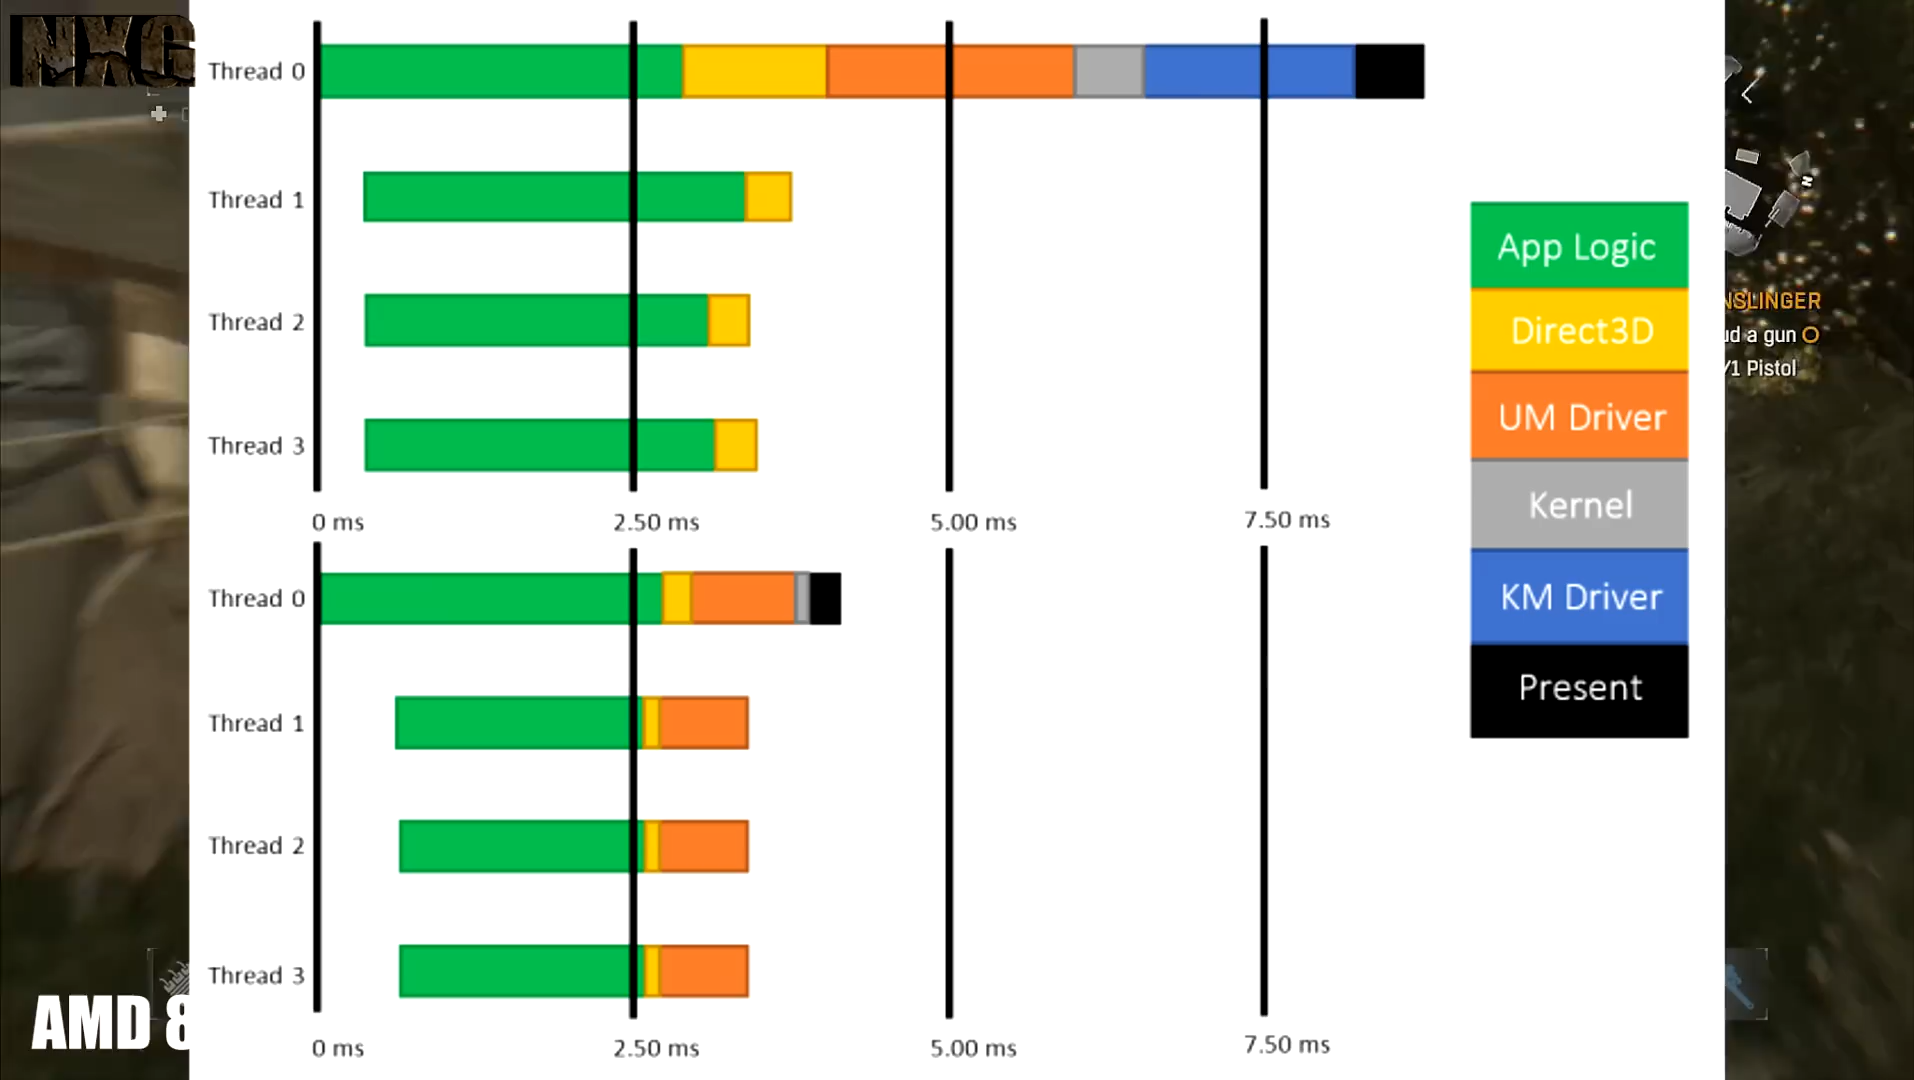 NXG
Thread 0
Thread 1
Thread 2
Thread 3
0 ms
2.50 ms
5.00 ms
7.50 ms
Thread 0
Thread 1
Thread 2
Thread 3
0 ms
2.50 ms
5.00 ms
7.50 ms
App Logic
Direct3D
UM Driver
Kernel
KM Driver
Present
N
NSLINGER
a gun
Pistol
AMD 8